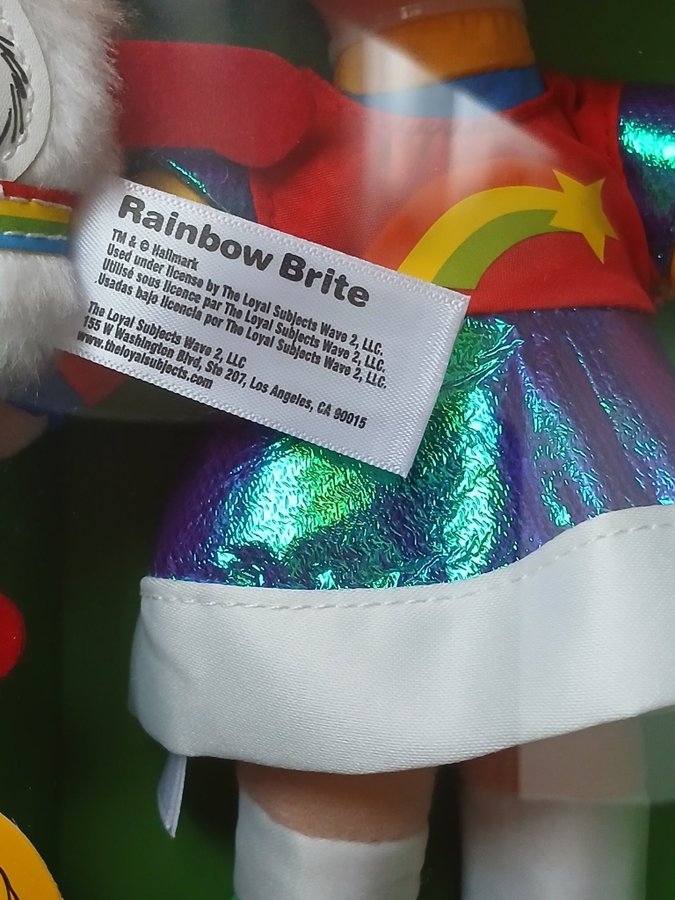 Rainbow Brite
TM & © Hallmark
Used under license by The Loyal Subjects Wave 2, LLC.
Utilisé sous licence par The Loyal Subjects Wave 2, LLC.
Usadas bajo licencia por The Loyal Subjects Wave 2, LLC.
The Loyal Subjects Wave 2, LLC
755 W Washington Blvd, Ste 207, Los Angeles, CA 90015
www.theloyalsubjects.com